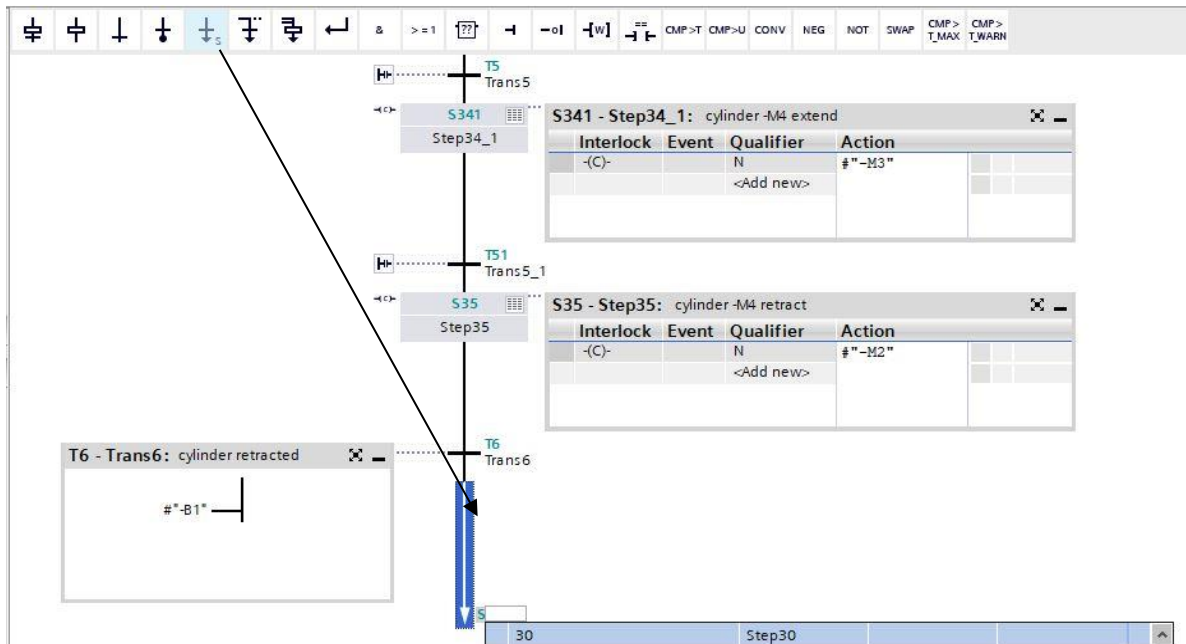 S & >=1 ?? W == CMP>T CMP>U CONV NEG NOT SWAP CMP> T_MAX CMP> T_WARN
T5
Trans5
-(C)- S341
Step34_1
S341 - Step34_1: cylinder -M4 extend
Interlock Event Qualifier Action
-(C)- N #"-M3"
<Add new>
T51
Trans5_1
-(C)- S35
Step35
S35 - Step35: cylinder -M4 retract
Interlock Event Qualifier Action
-(C)- N #"-M2"
<Add new>
T6
Trans6
T6 - Trans6: cylinder retracted
#"-B1"
S
30 Step30